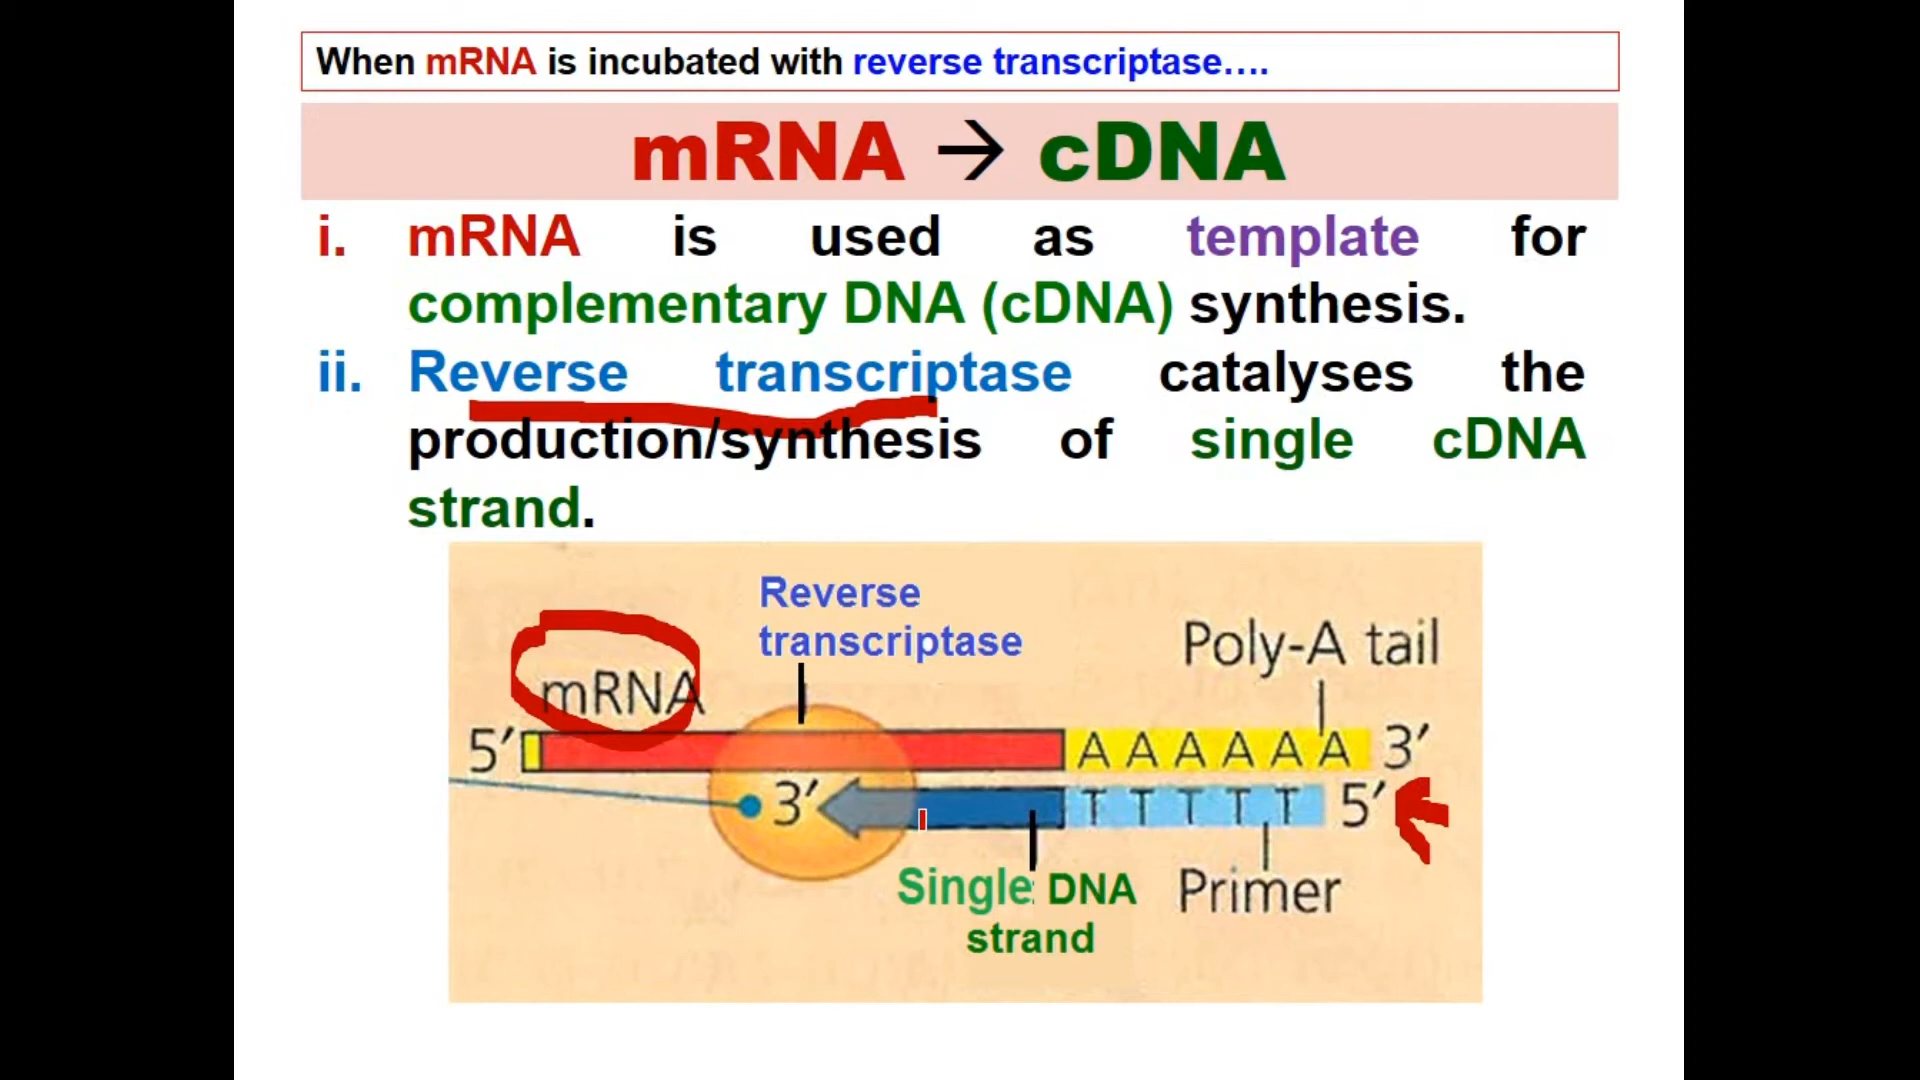 When mRNA is incubated with reverse transcriptase....
mRNA → cDNA
i. mRNA is used as template for
complementary DNA (cDNA) synthesis.
ii. Reverse transcriptase catalyses the
production/synthesis of single cDNA
strand.
Reverse
transcriptase
Poly-A tail
mRNA
5′ A A A A A A 3′
3′ T T T T T 5′
Single DNA
strand
Primer